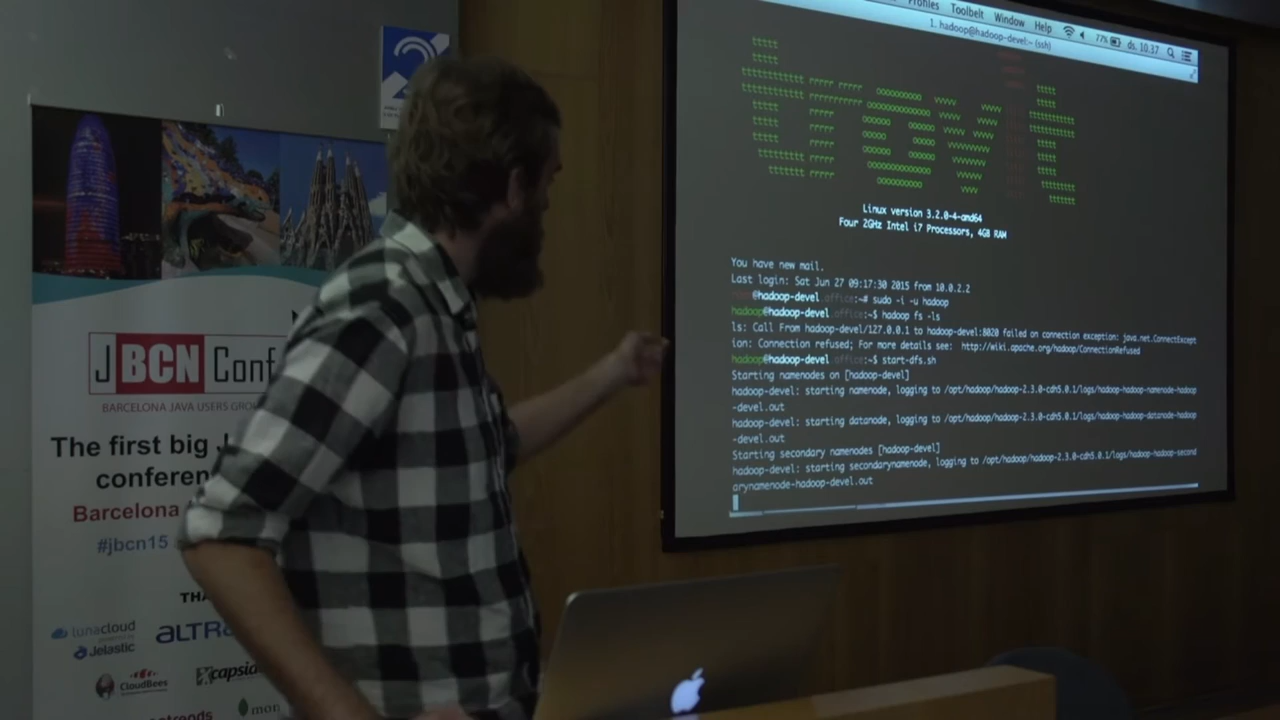 JBCN Conf
BARCELONA JAVA USERS
The first big
Barcelona
#jbcn15
lunacloud
Jelastic
CloudBees
Profiles Toolbelt Window Help 77% ds. 10.37
1. hadoop@hadoop-devel:~ (ssh)
Linux version 3.2.0-4-amd64
Four 2GHz Intel i7 Processors, 4GB RAM
You have new mail.
Last login: Sat Jun 27 09:17:30 2015 from 10.0.2.2
@hadoop-devel.office:~# sudo -i -u hadoop
hadoop@hadoop-devel.office:~$ hadoop fs -ls
ls: Call From hadoop-devel/127.0.0.1 to hadoop-devel:8020 failed on connection exception: java.net.ConnectExcept
ion: Connection refused; For more details see:  http://wiki.apache.org/hadoop/ConnectionRefused
hadoop@hadoop-devel.office:~$ start-dfs.sh
Starting namenodes on [hadoop-devel]
hadoop-devel: starting namenode, logging to /opt/hadoop/hadoop-2.3.0-cdh5.0.1/logs/hadoop-hadoop-namenode-hadoop
-devel.out
hadoop-devel: starting datanode, logging to /opt/hadoop/hadoop-2.3.0-cdh5.0.1/logs/hadoop-hadoop-datanode-hadoop
-devel.out
Starting secondary namenodes [hadoop-devel]
hadoop-devel: starting secondarynamenode, logging to /opt/hadoop/hadoop-2.3.0-cdh5.0.1/logs/hadoop-hadoop-second
arynamenode-hadoop-devel.out